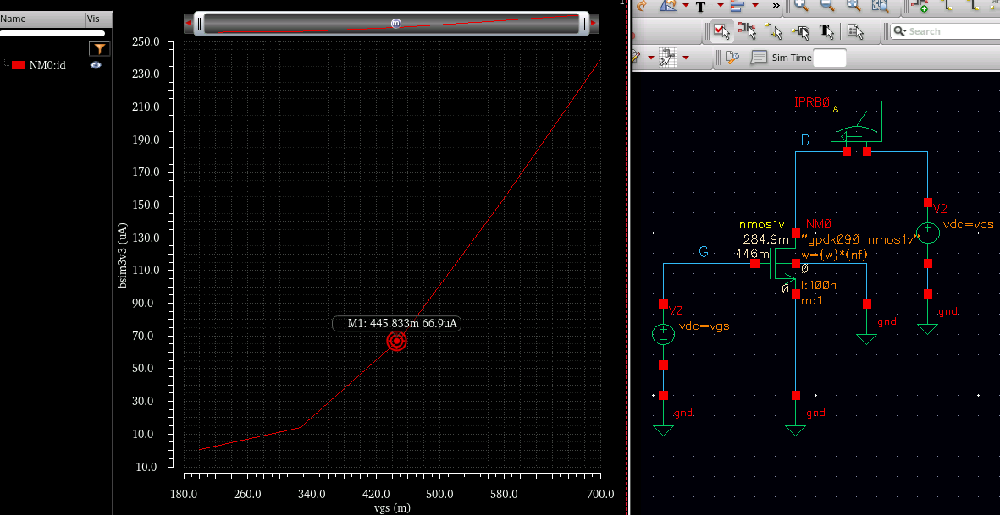 Name Vis
NM0:id
m
250.0
230.0
210.0
190.0
170.0
150.0
130.0
110.0
90.0
70.0
50.0
30.0
10.0
-10.0
bsim3v3 (uA)
M1: 445.833m 66.9uA
180.0 260.0 340.0 420.0 500.0 580.0 700.0
vgs (m)
T »
T
Search
Sim Time
IPRB0
A
D
V2
vdc=vds
nmos1v NM0
284.9m "gpdk090_nmos1v"
446m w=(w)*(nf)
G
0
0 l:100n
m:1
V0
vdc=vgs
gnd
gnd
gnd
gnd